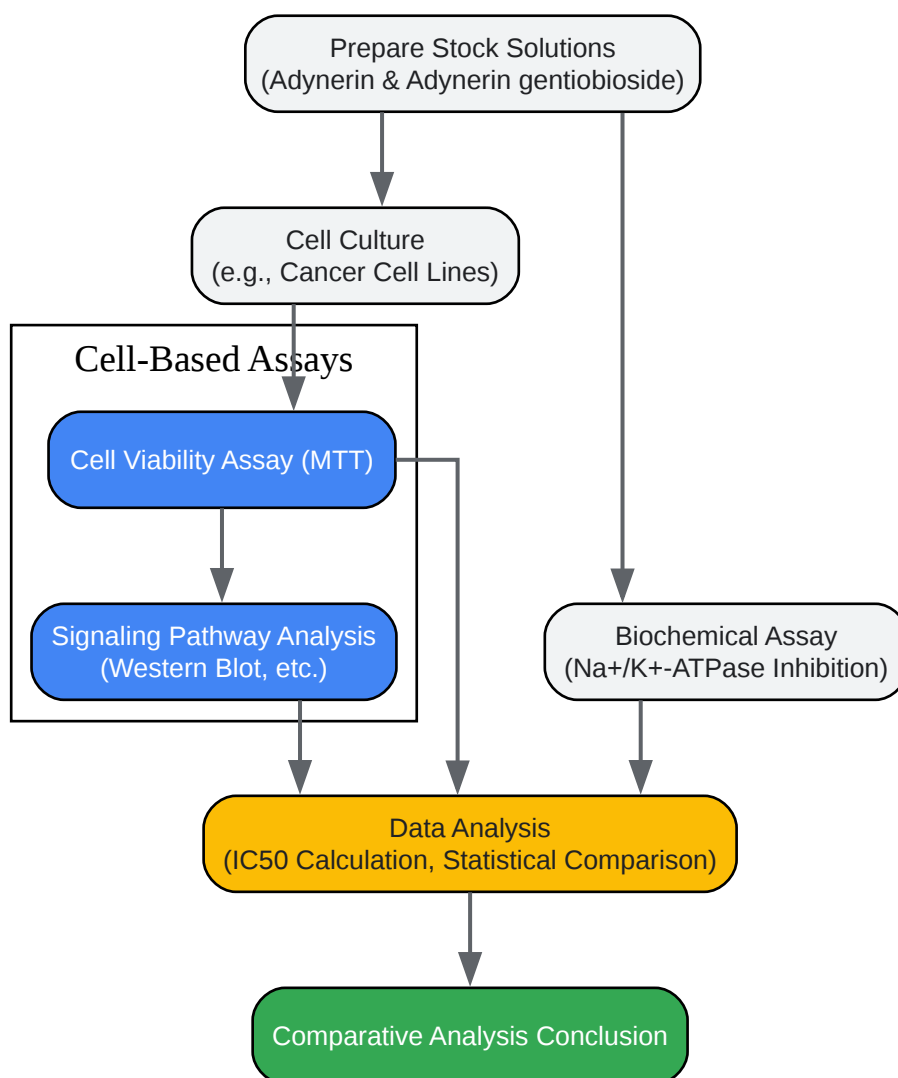 Prepare Stock Solutions
(Adynerin & Adynerin gentiobioside)
Cell Culture
(e.g., Cancer Cell Lines)
Cell-Based Assays
Cell Viability Assay (MTT)
Signaling Pathway Analysis
(Western Blot, etc.)
Biochemical Assay
(Na+/K+-ATPase Inhibition)
Data Analysis
(IC50 Calculation, Statistical Comparison)
Comparative Analysis Conclusion